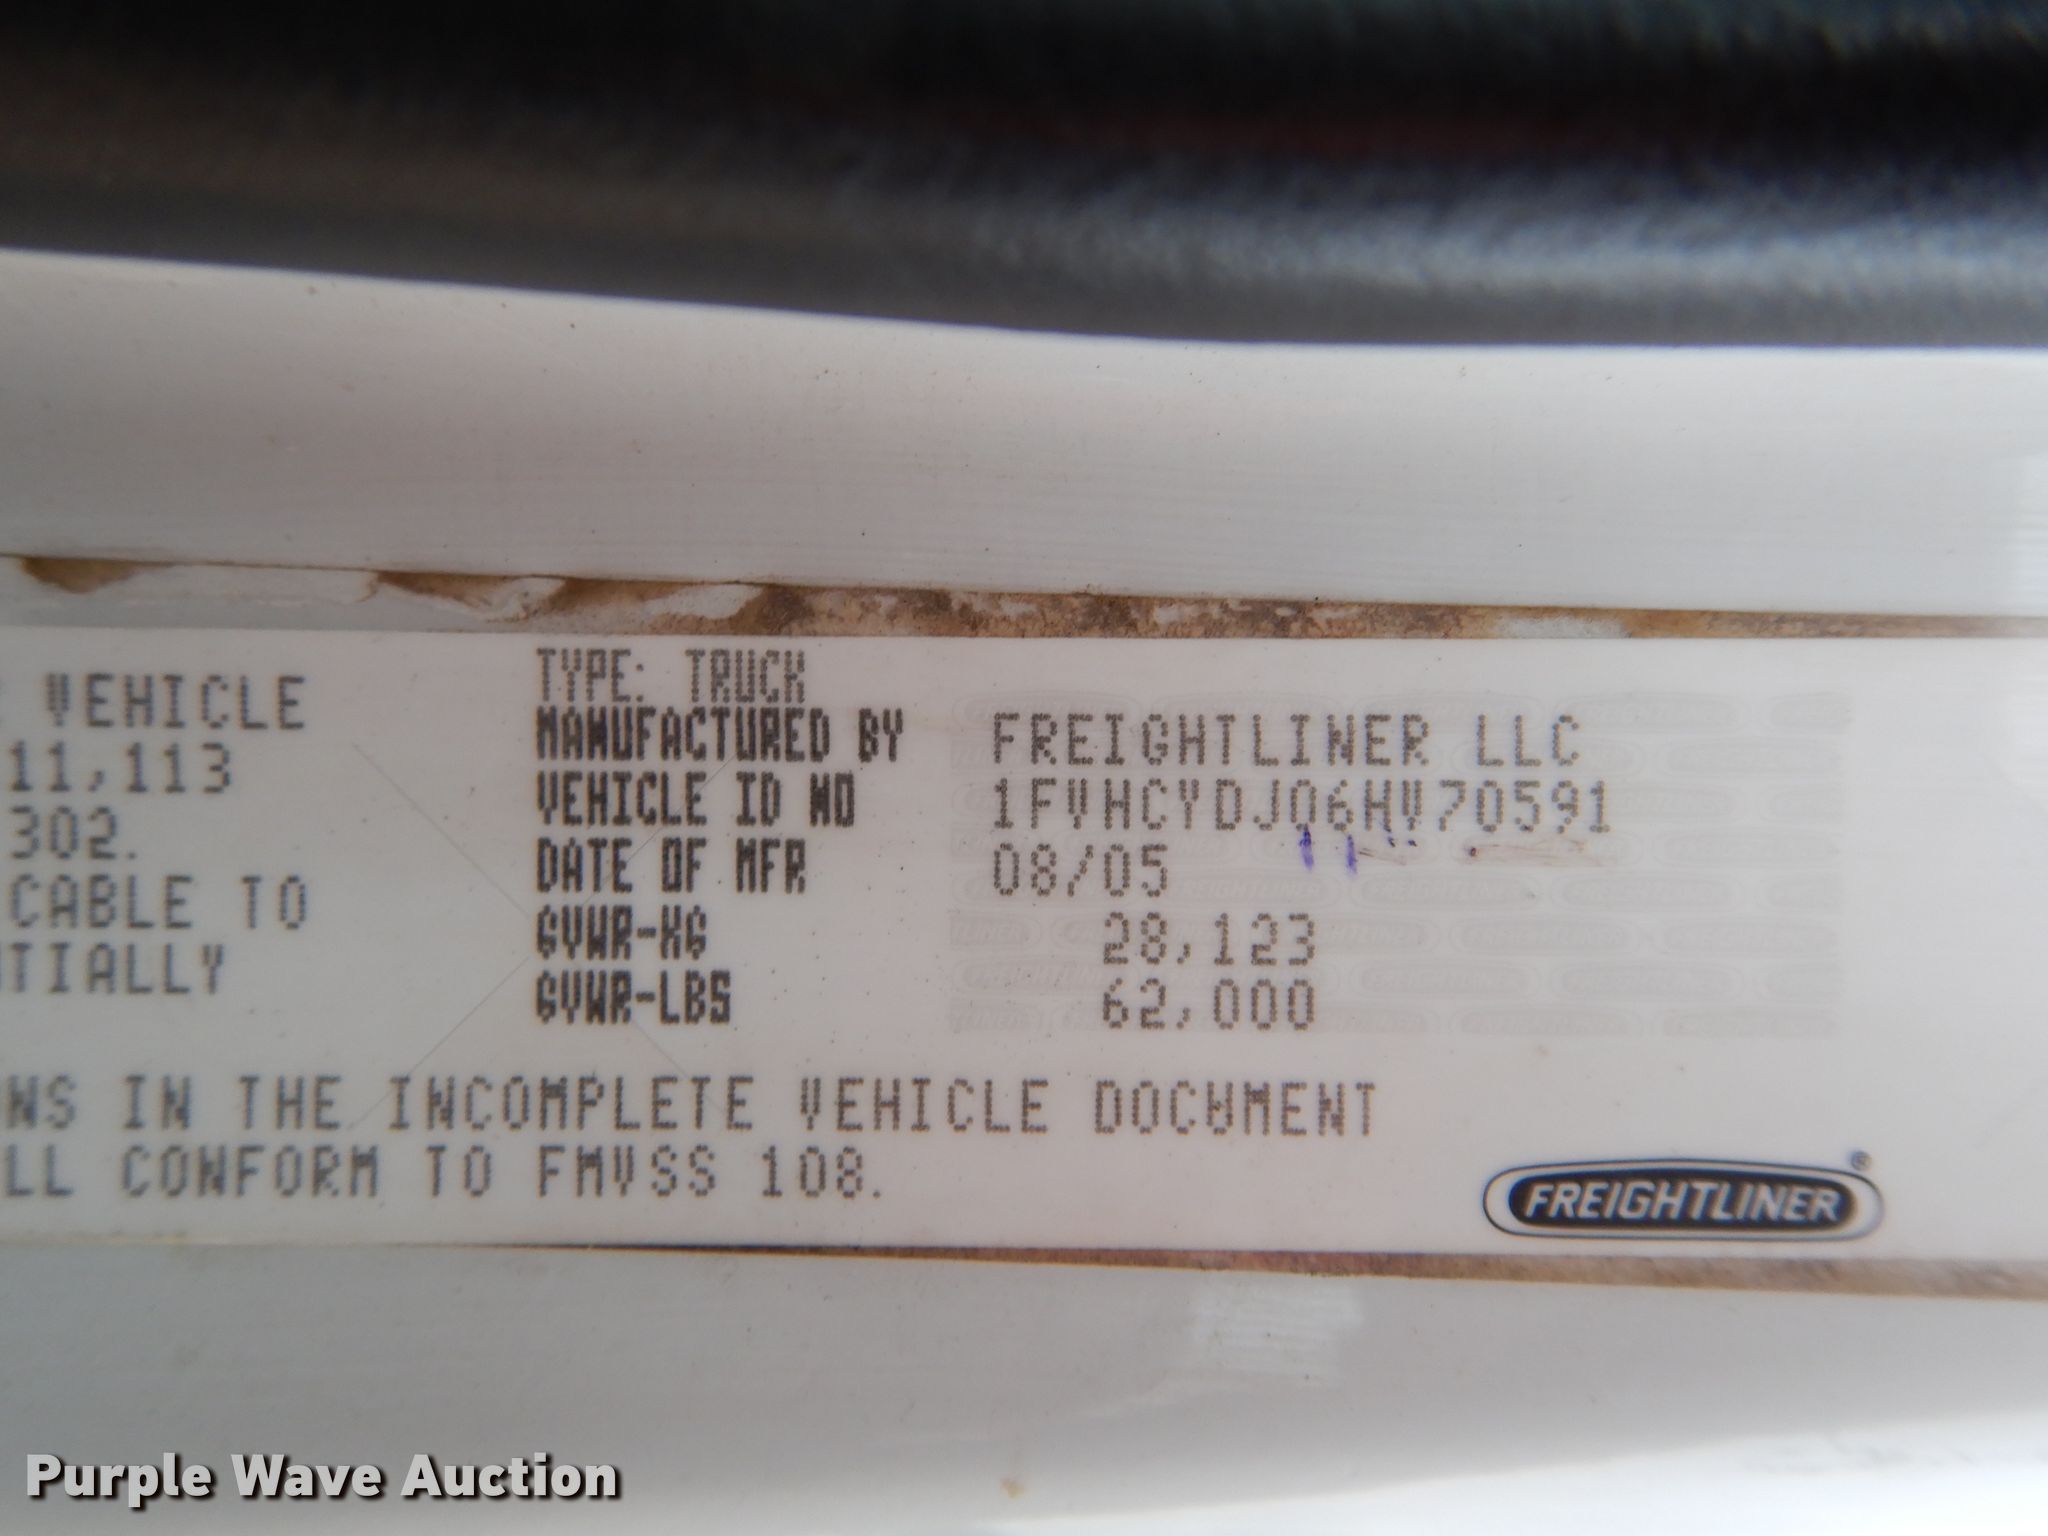 TYPE: TRUCK
VEHICLE
MANUFACTURED BY FREIGHTLINER LLC
11,113
VEHICLE ID NO 1FVHCYDJ06HV70591
302.
DATE OF MFR 08/05
CABLE TO
GVWR-KG 28,123
TIALLY
GVWR-LBS 62,000
NS IN THE INCOMPLETE VEHICLE DOCUMENT
LL CONFORM TO FMVSS 108.
FREIGHTLINER®
Purple Wave Auction